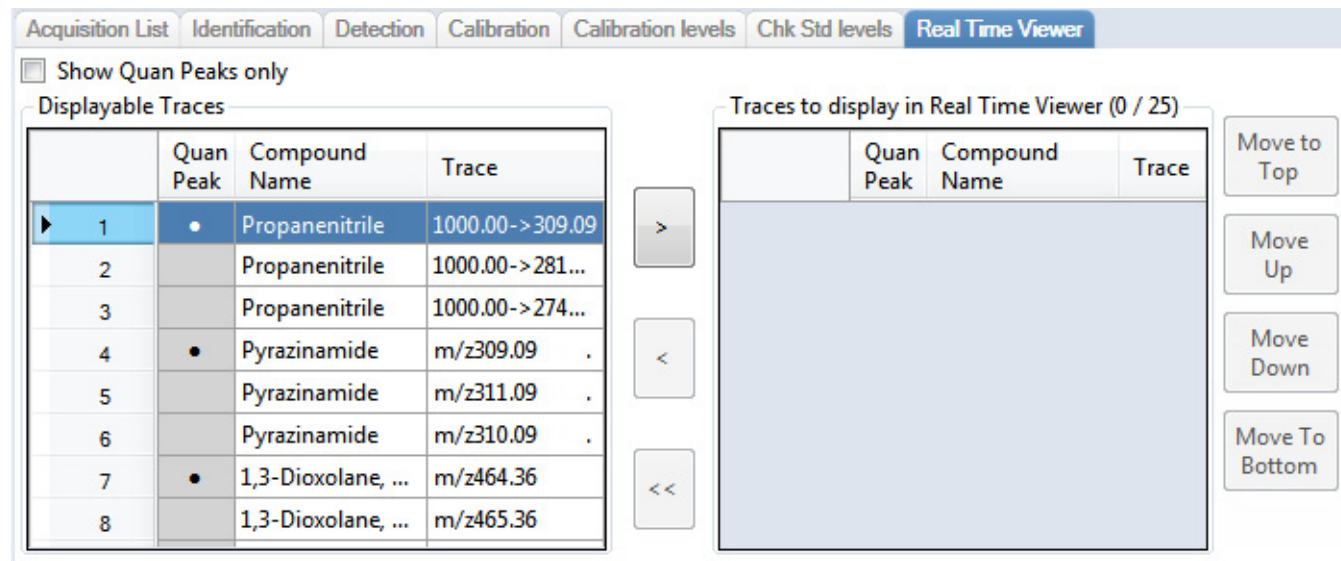 Acquisition List Identification Detection Calibration Calibration levels Chk Std levels Real Time Viewer
Show Quan Peaks only
Displayable Traces
Quan Peak Compound Name Trace
1 • Propanenitrile 1000.00->309.09
2 Propanenitrile 1000.00->281...
3 Propanenitrile 1000.00->274...
4 • Pyrazinamide m/z309.09 .
5 Pyrazinamide m/z311.09 .
6 Pyrazinamide m/z310.09 .
7 • 1,3-Dioxolane, ... m/z464.36
8 1,3-Dioxolane, ... m/z465.36
>
<
<<
Traces to display in Real Time Viewer (0 / 25)
Quan Peak Compound Name Trace
Move to
Top
Move
Up
Move
Down
Move To
Bottom